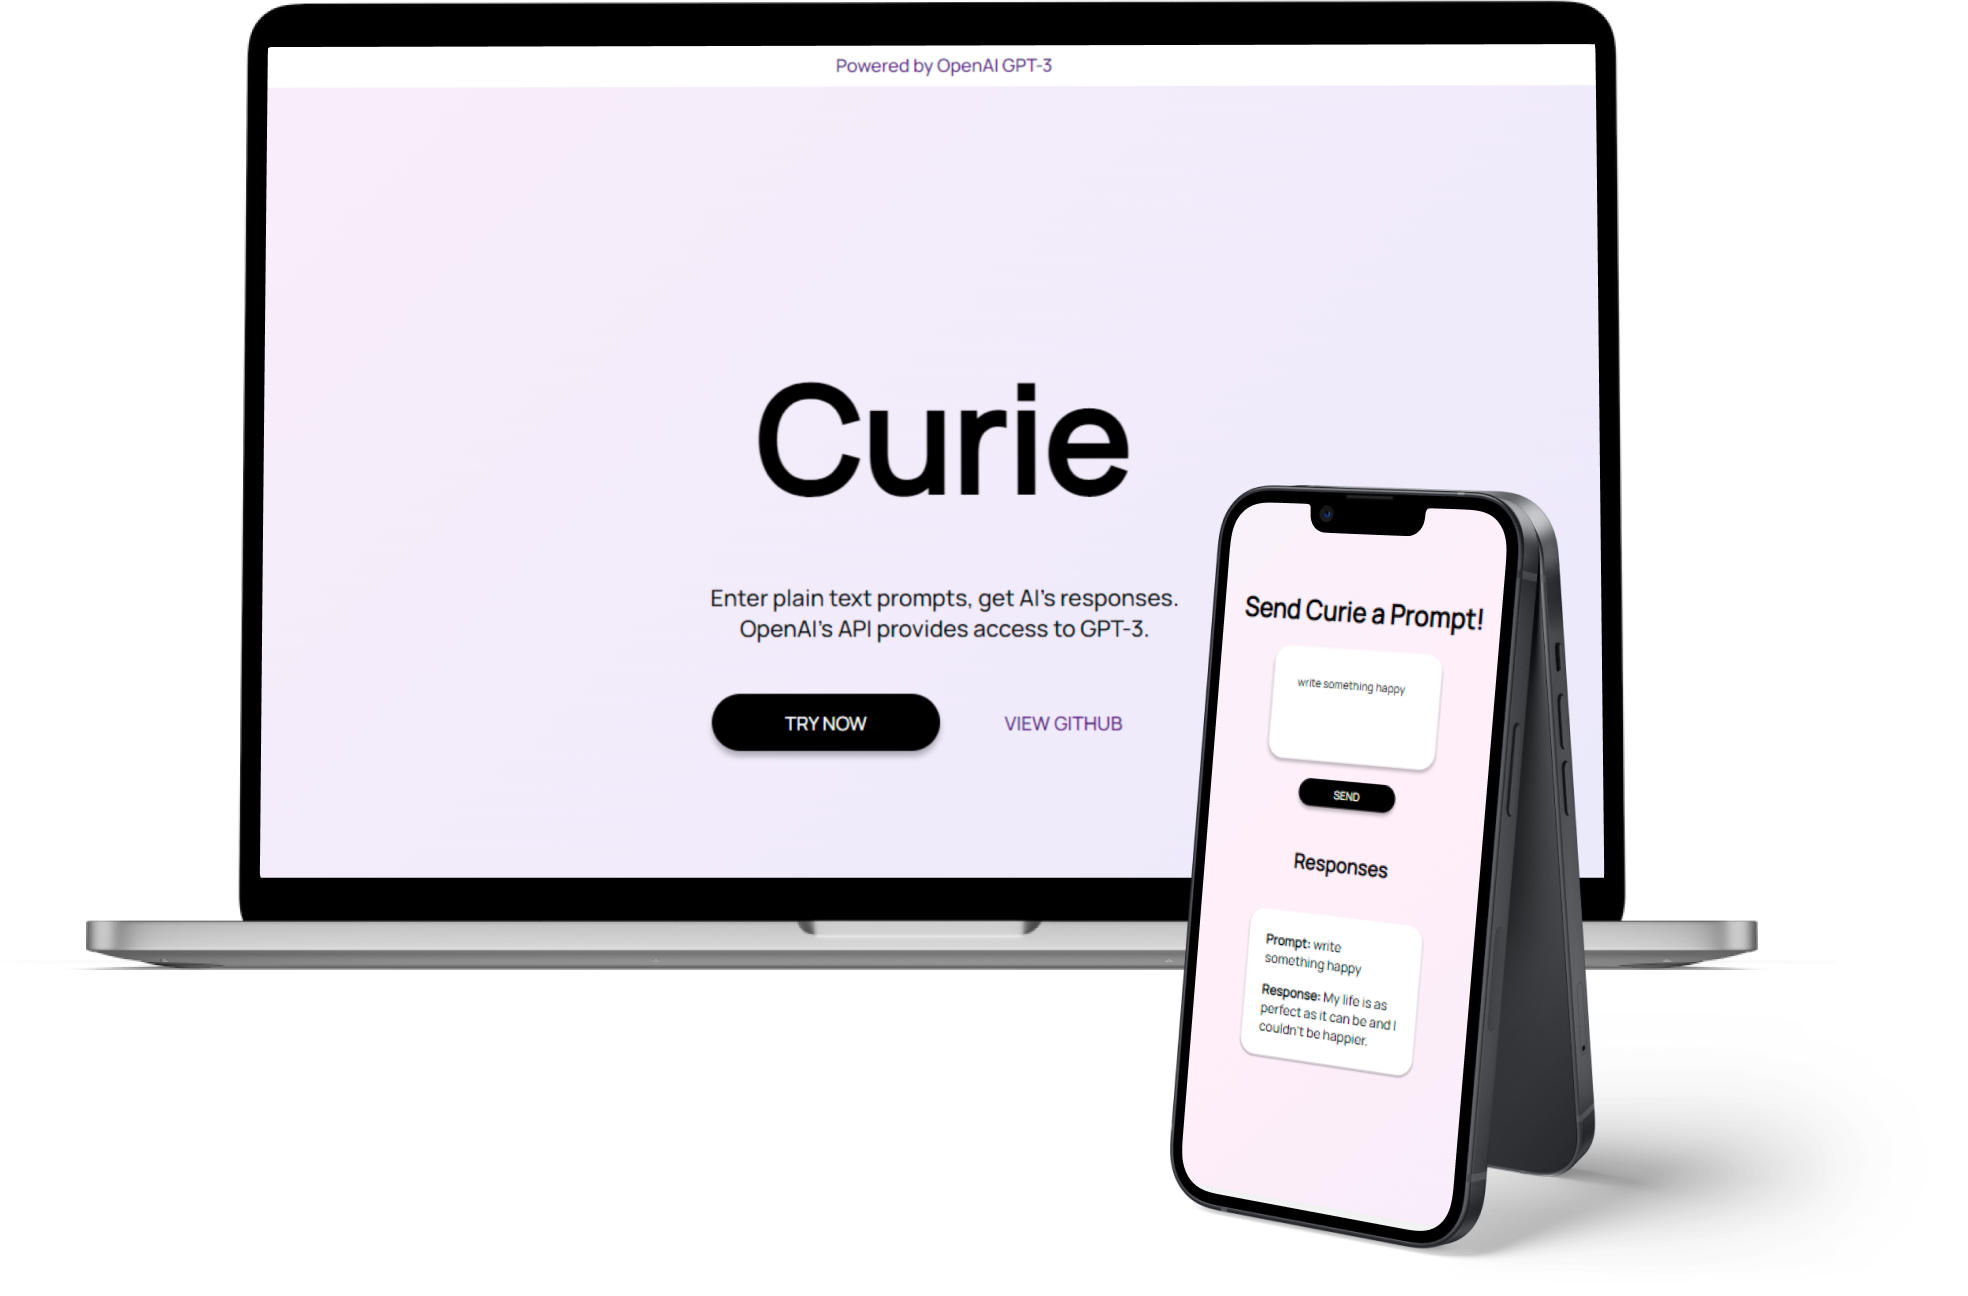 Powered by OpenAI GPT-3
Curie
Enter plain text prompts, get AI's responses.
OpenAI's API provides access to GPT-3.
TRY NOW
VIEW GITHUB
Send Curie a Prompt!
write something happy
SEND
Responses
Prompt: write
something happy
Response: My life is as
perfect as it can be and I
couldn't be happier.